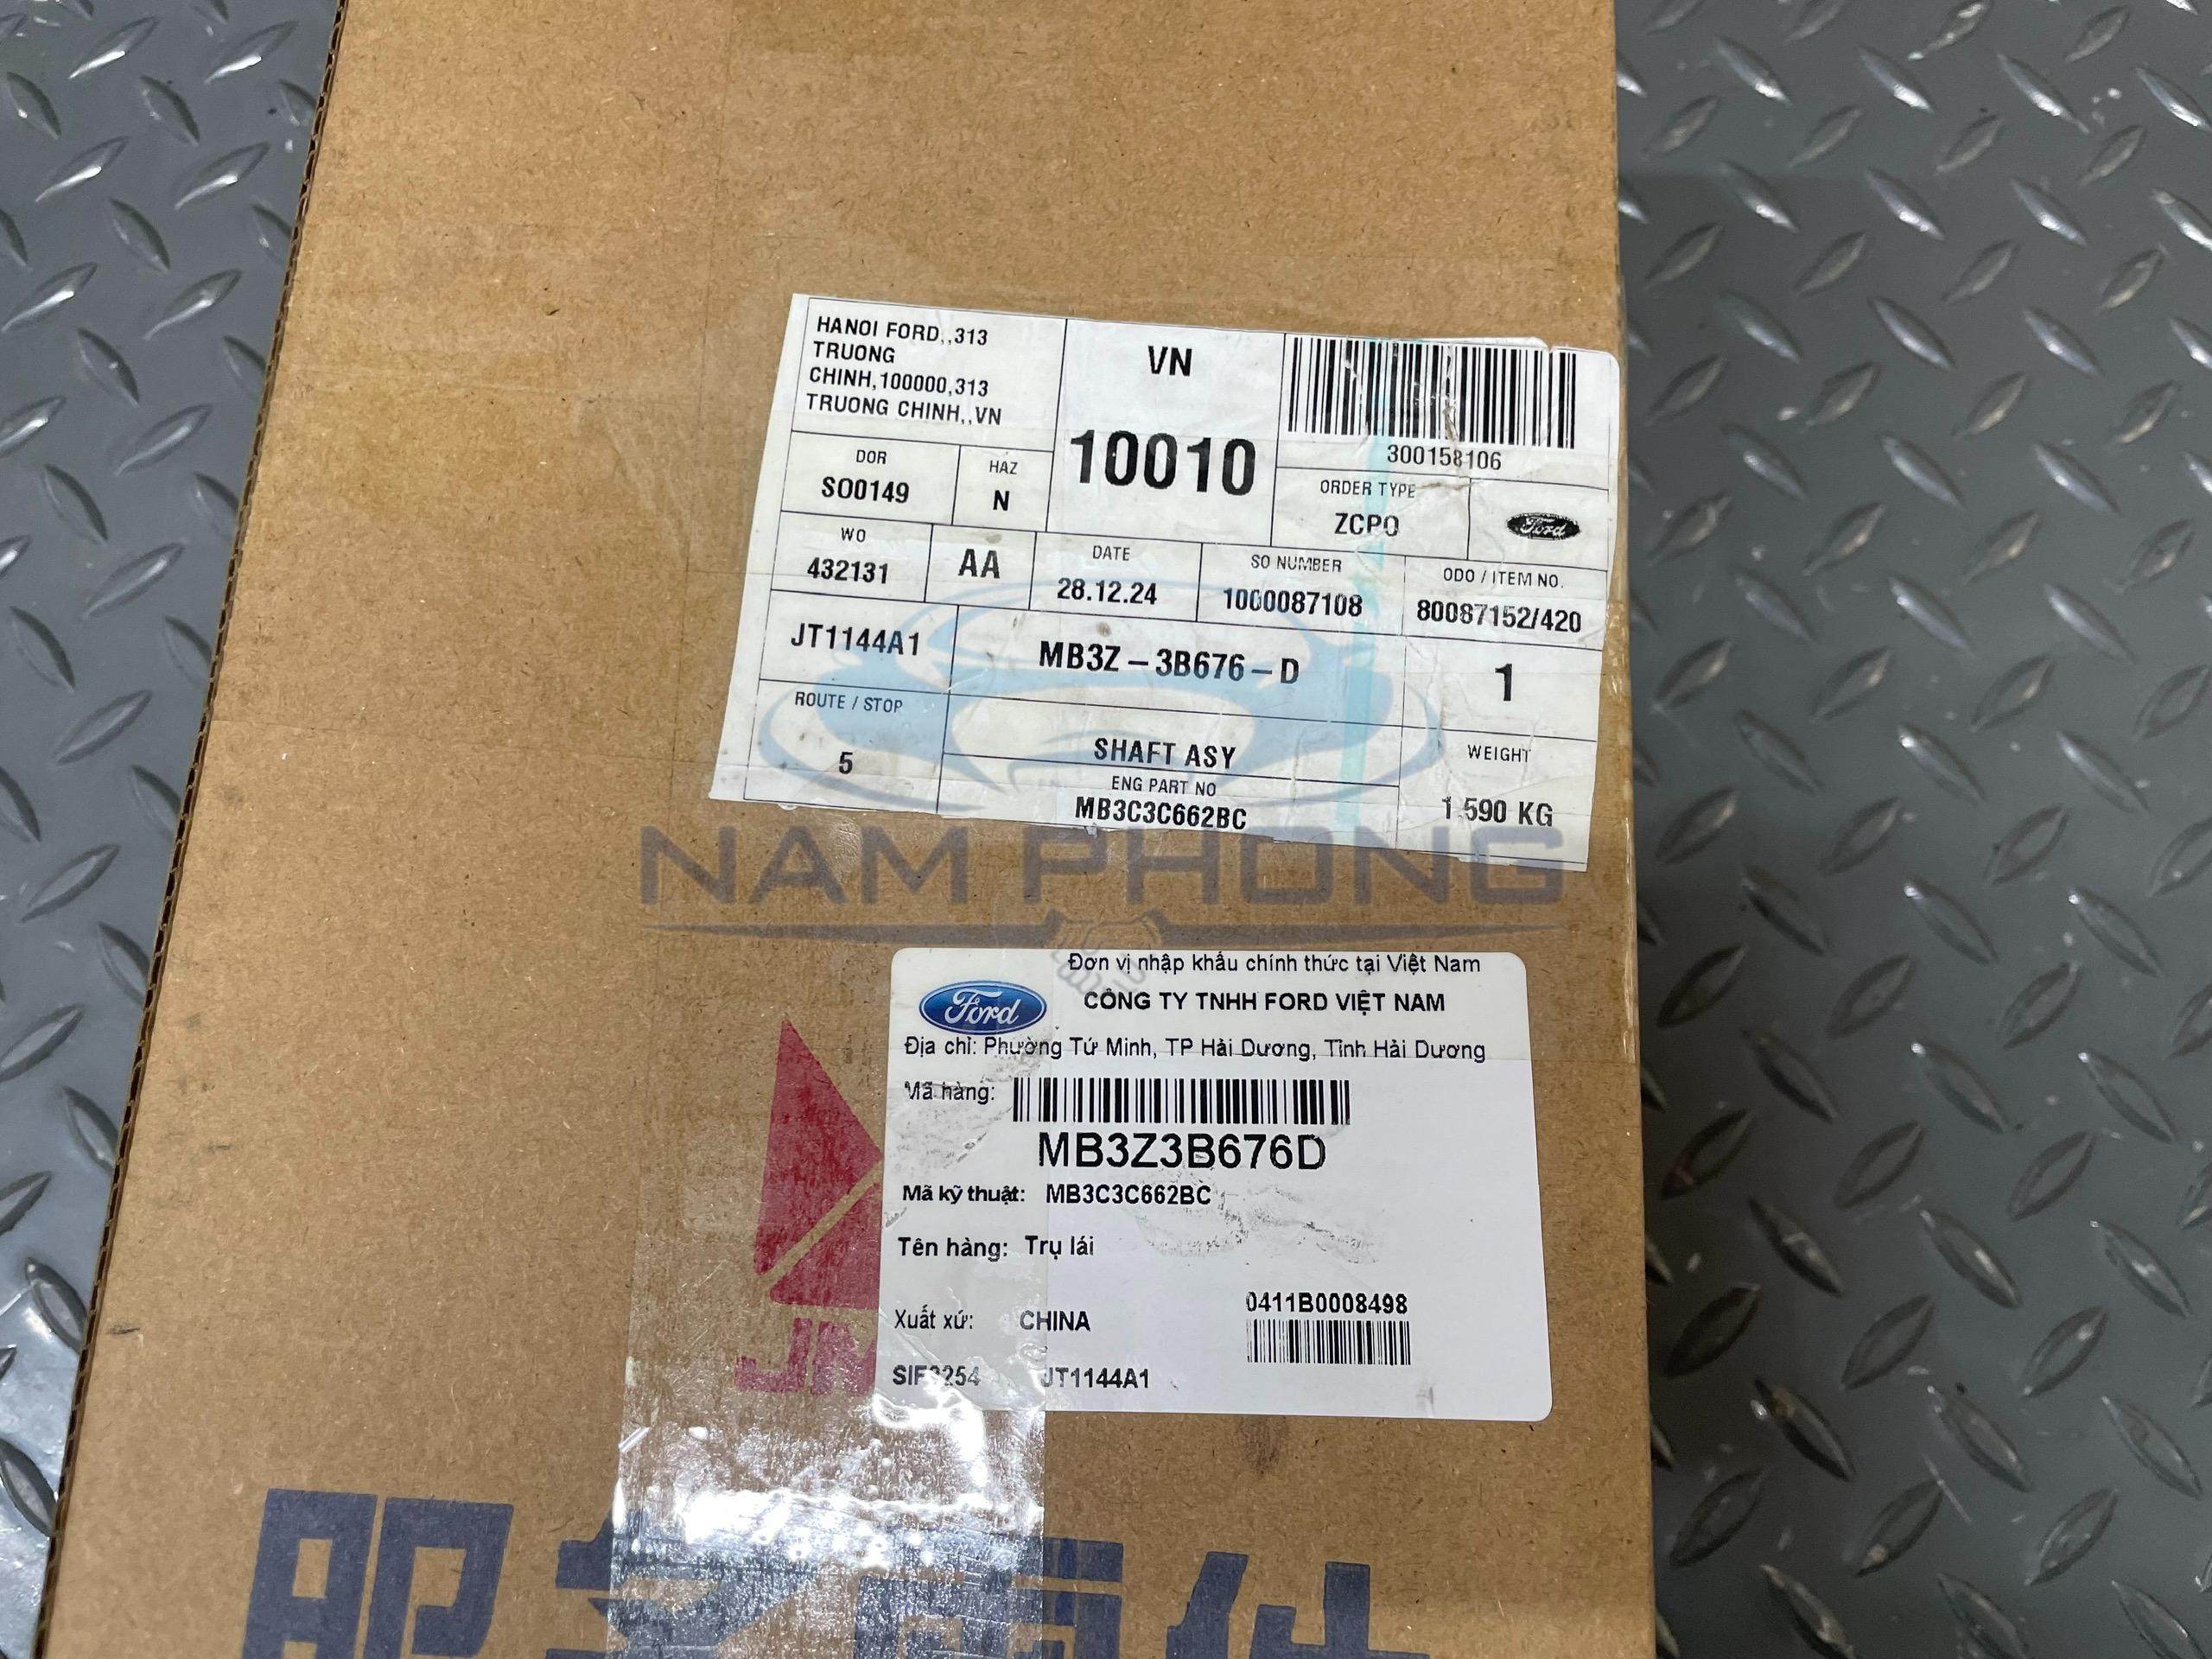 HANOI FORD,,313
TRUONG
CHINH,100000,313
TRUONG CHINH,,VN
VN
10010
300158106
DOR
SO0149
HAZ
N
ORDER TYPE
ZCPO
Ford
WO
432131
AA
DATE
28.12.24
SO NUMBER
1000087108
ODO / ITEM NO.
80087152/420
JT1144A1
MB3Z-3B676-D
1
ROUTE / STOP
5
SHAFT ASY
ENG PART NO
MB3C3C662BC
WEIGHT
1.590 KG
NAM PHONG
Đơn vị nhập khẩu chính thức tại Việt Nam
Ford
CÔNG TY TNHH FORD VIỆT NAM
Địa chỉ: Phường Tứ Minh, TP Hải Dương, Tỉnh Hải Dương
Mã hàng:
MB3Z3B676D
Mã kỹ thuật: MB3C3C662BC
Tên hàng: Trụ lái
0411B0008498
Xuất xứ: CHINA
JT1144A1